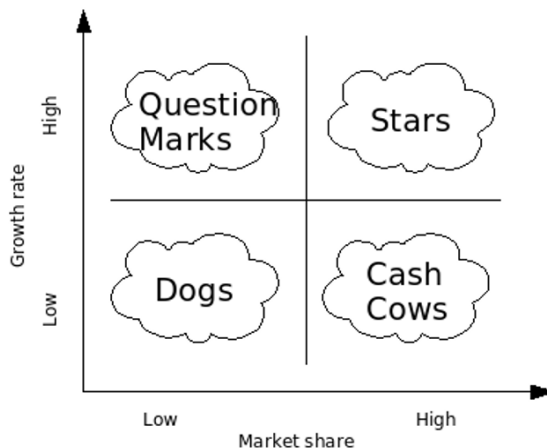 High
Question
Marks
Stars
Growth rate
Low
Dogs
Cash
Cows
Low
High
Market share